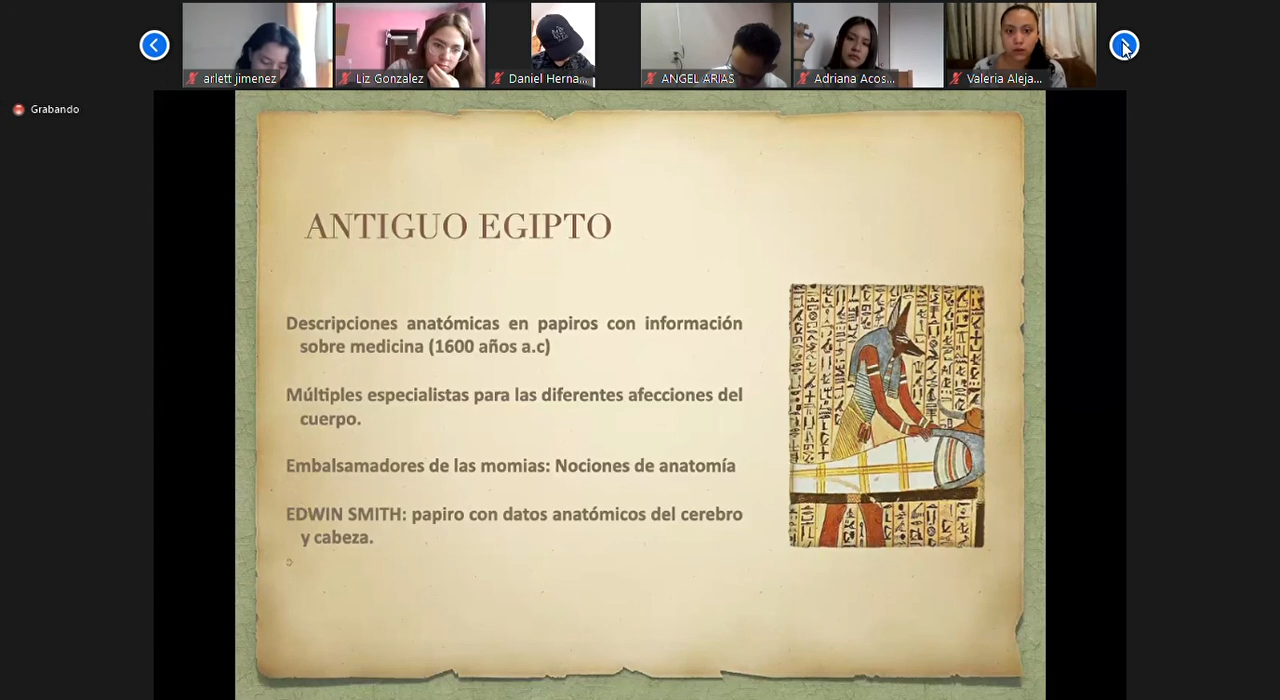 arlett jimenez
Liz Gonzalez
Daniel Herna...
ANGEL ARIAS
Adriana Acos...
Valeria Aleja...
Grabando
ANTIGUO EGIPTO
Descripciones anatómicas en papiros con información
sobre medicina (1600 años a.c)
Múltiples especialistas para las diferentes afecciones del
cuerpo.
Embalsamadores de las momias: Nociones de anatomía
EDWIN SMITH: papiro con datos anatómicos del cerebro
y cabeza.